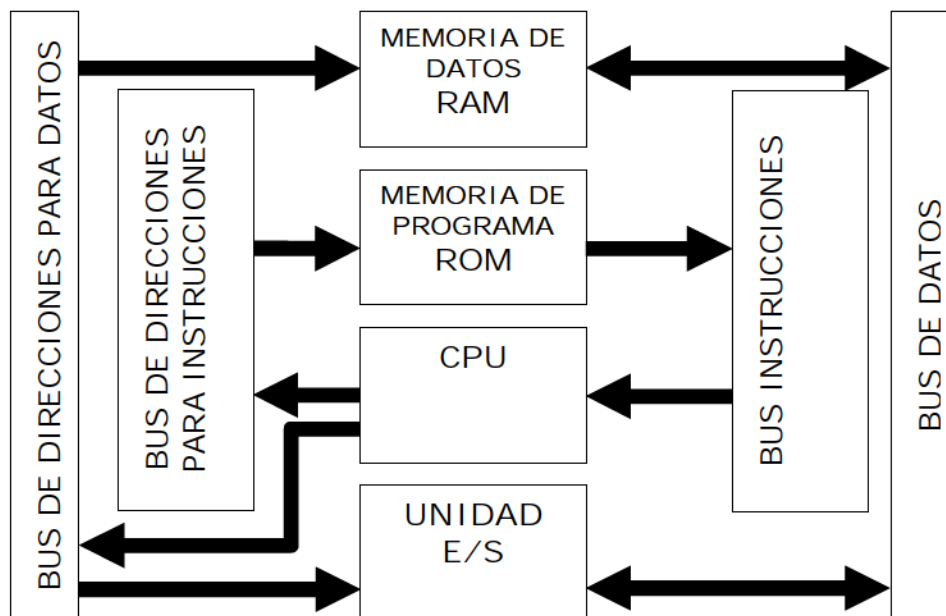 BUS DE DIRECCIONES PARA DATOS
BUS DE DIRECCIONES
PARA INSTRUCCIONES
MEMORIA DE
DATOS
RAM
MEMORIA DE
PROGRAMA
ROM
CPU
UNIDAD
E/S
BUS INSTRUCCIONES
BUS DE DATOS